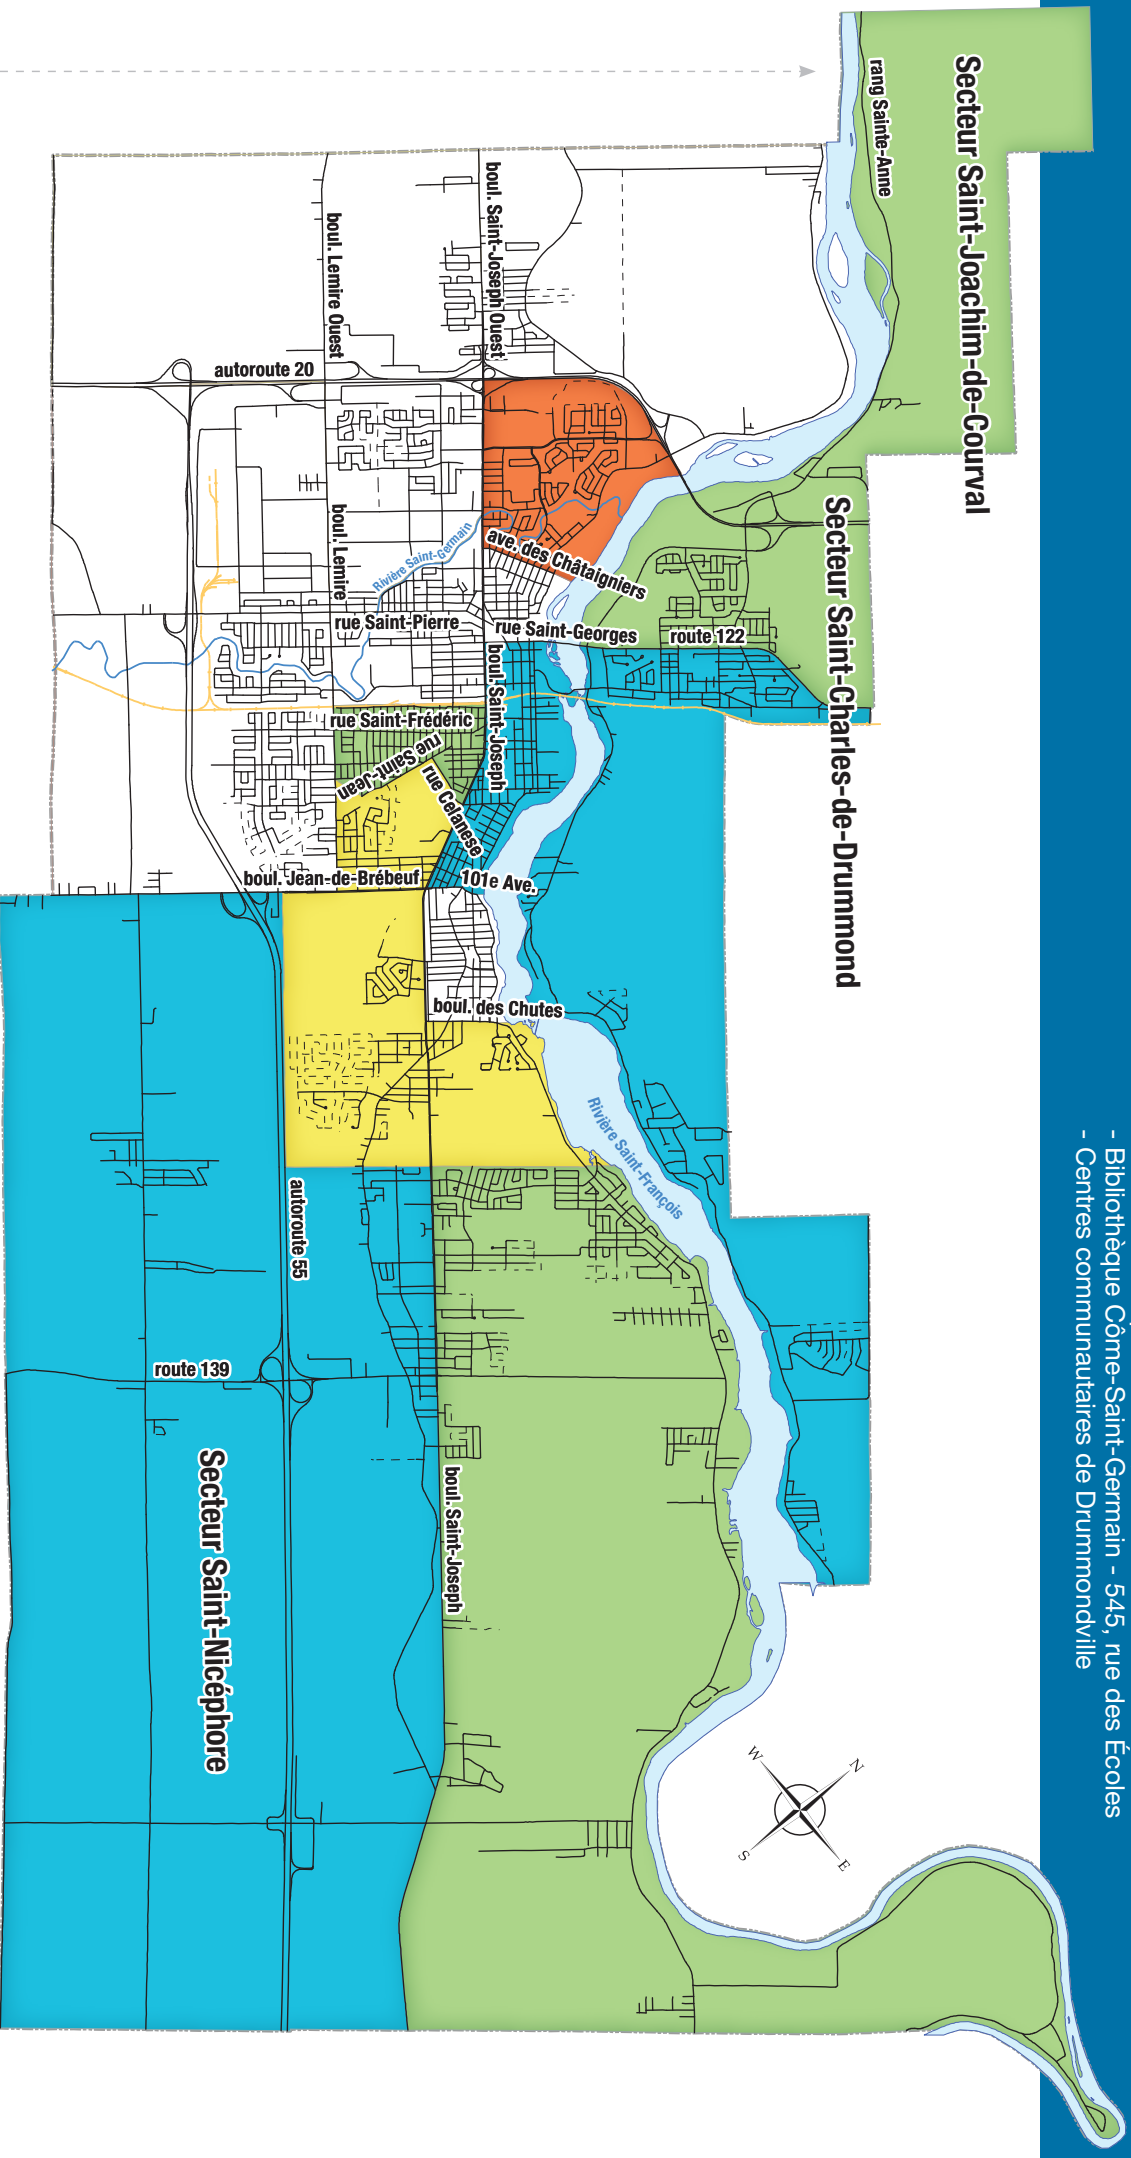 - Bibliothèque Côme-Saint-Germain - 545, rue des Écoles
- Centres communautaires de Drummondville
Secteur Saint-Joachim-de-Courval
rang Sainte-Anne
Secteur Saint-Charles-de-Drummond
boul. Saint-Joseph Ouest
boul. Lemire Ouest
autoroute 20
boul. Lemire
Rivière Saint-Germain
ave. des Châtaigniers
rue Saint-Pierre
rue Saint-Georges
route 122
boul. Saint-Joseph
rue Saint-Frédéric
rue Saint-Jean
rue Celanese
boul. Jean-de-Brébeuf
101e Ave.
boul. des Chutes
Rivière Saint-François
autoroute 55
route 139
boul. Saint-Joseph
Secteur Saint-Nicéphore
N
W
E
S